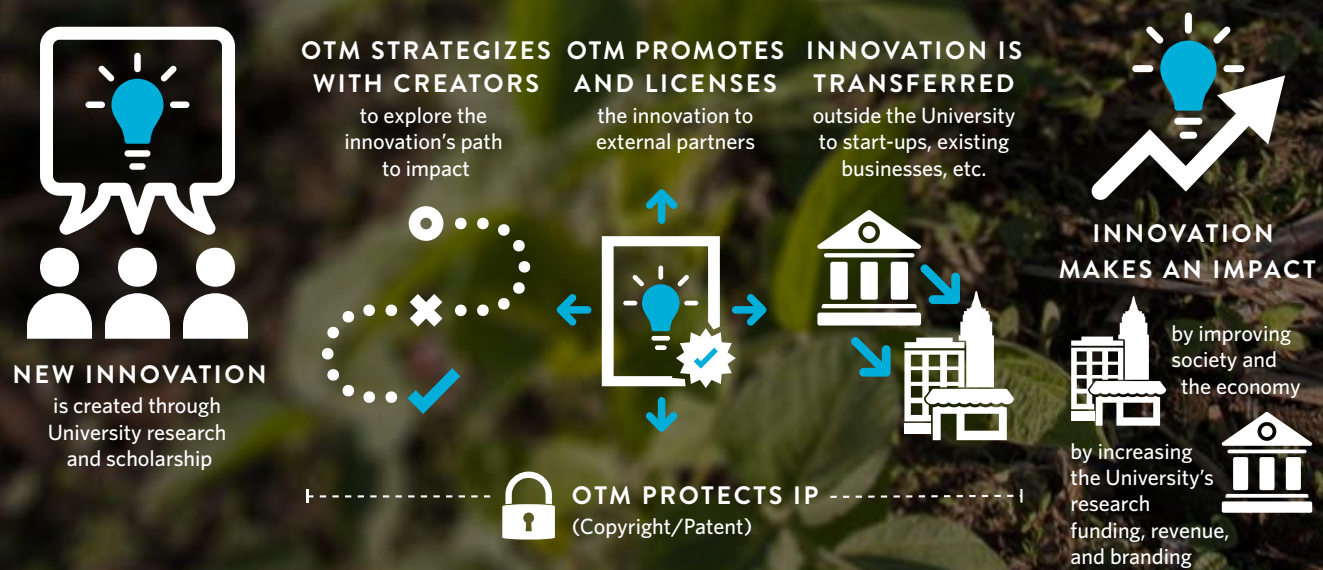 NEW INNOVATION
is created through
University research
and scholarship
OTM STRATEGIZES
WITH CREATORS
to explore the
innovation's path
to impact
OTM PROMOTES
AND LICENSES
the innovation to
external partners
INNOVATION IS
TRANSFERRED
outside the University
to start-ups, existing
businesses, etc.
OTM PROTECTS IP
(Copyright/Patent)
INNOVATION
MAKES AN IMPACT
by improving
society and
the economy
by increasing
the University's
research
funding, revenue,
and branding